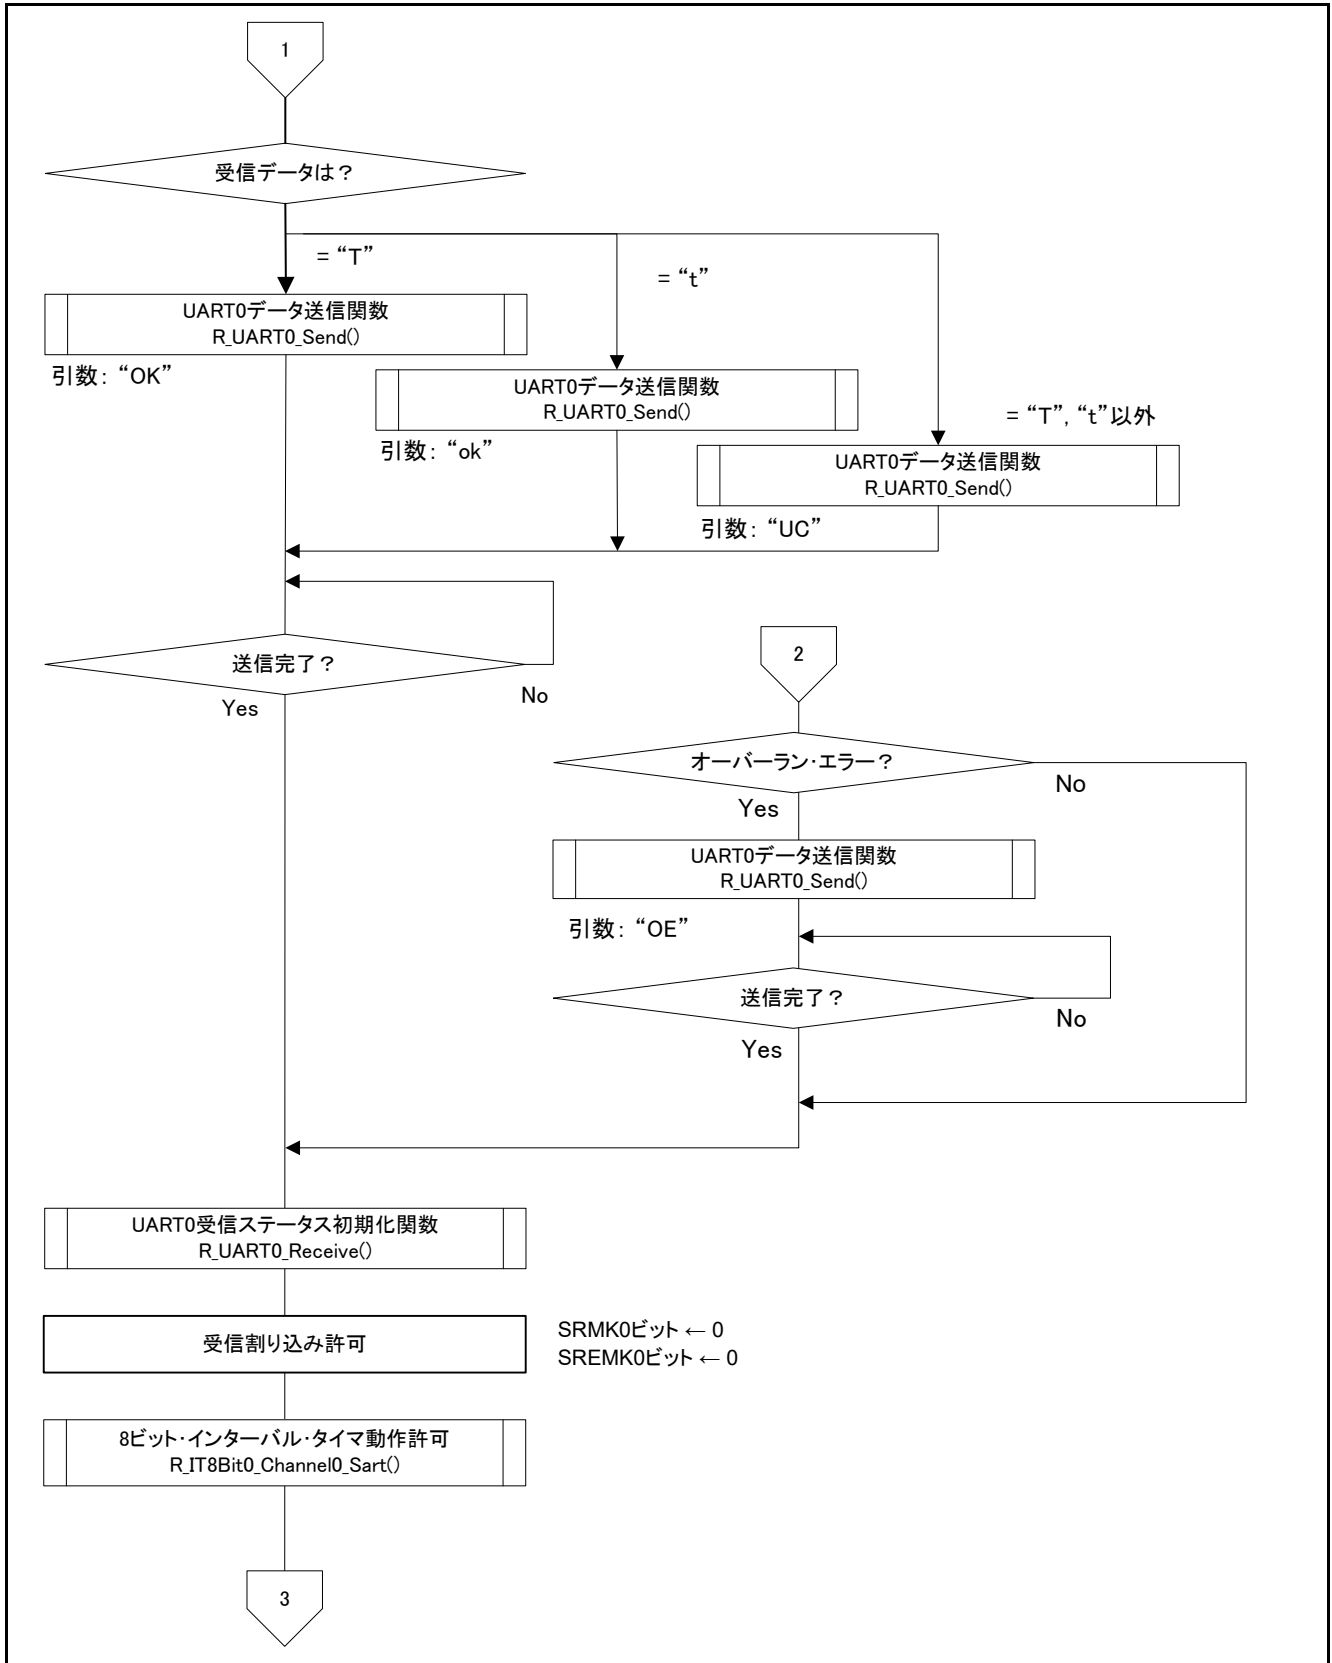 1
受信データは？
= “T”
= “t”
UART0データ送信関数
R_UART0_Send()
引数： “OK”
UART0データ送信関数
R_UART0_Send()
引数： “ok”
= “T”, “t”以外
UART0データ送信関数
R_UART0_Send()
引数： “UC”
送信完了？
No
Yes
2
オーバーラン・エラー？
No
Yes
UART0データ送信関数
R_UART0_Send()
引数： “OE”
送信完了？
No
Yes
UART0受信ステータス初期化関数
R_UART0_Receive()
受信割り込み許可
SRMK0ビット ← 0
SREMK0ビット ← 0
8ビット・インターバル・タイマ動作許可
R_IT8Bit0_Channel0_Sart()
3